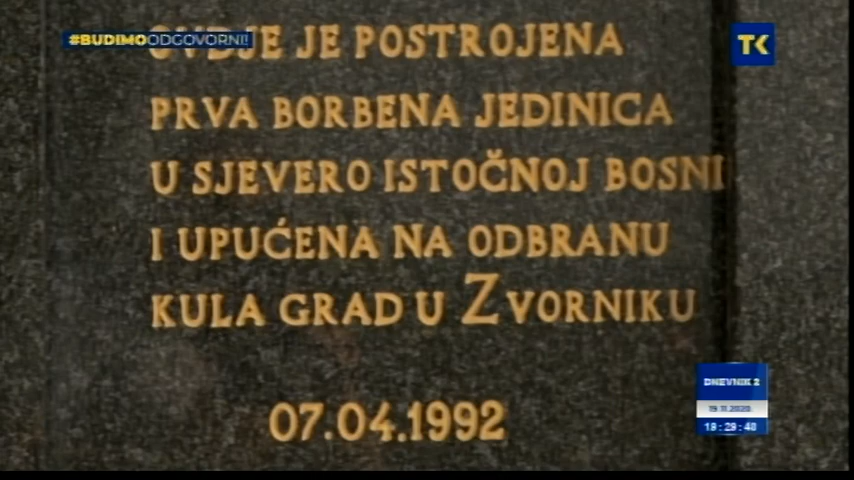 #BUDIMOODGOVORNI!
TK
OVDJE JE POSTROJENA
PRVA BORBENA JEDINICA
U SJEVERO ISTOČNOJ BOSNI
I UPUĆENA NA ODBRANU
KULA GRAD U ZVORNIKU
07.04.1992
DNEVNIK 2
19.11.2020.
19:29:40